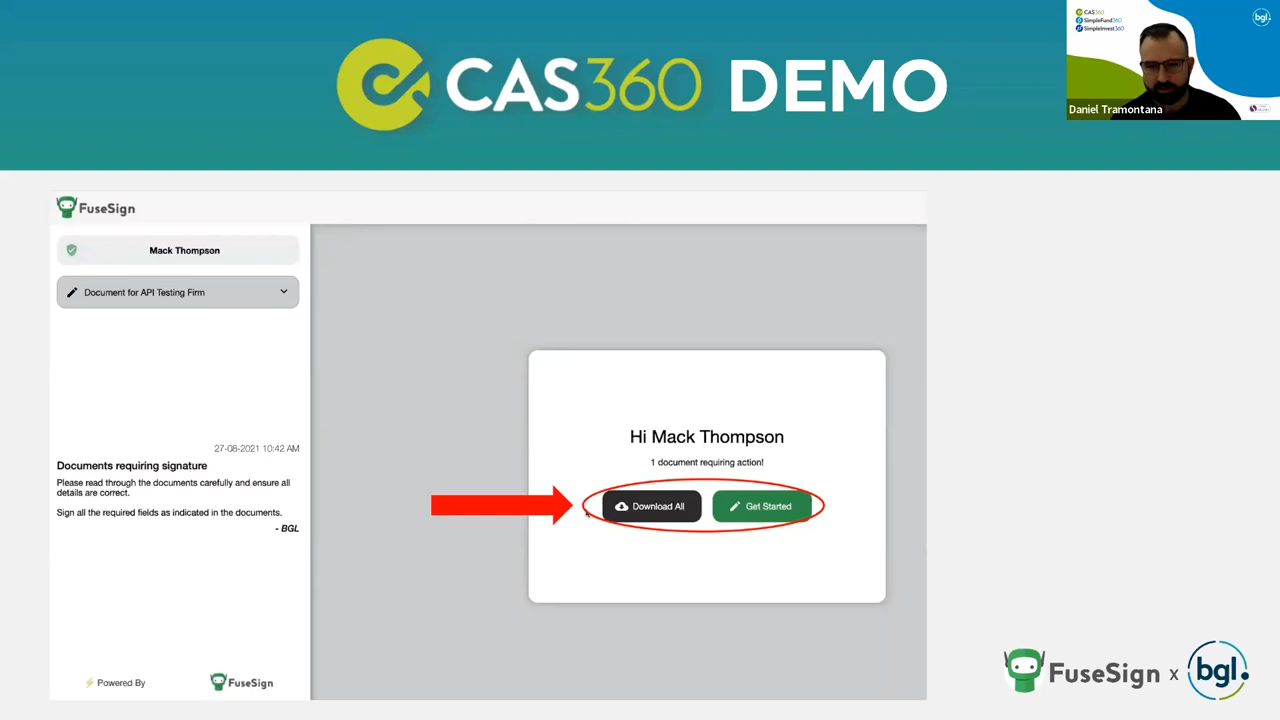 CAS360 DEMO
CAS360
SimpleFund360
SimpleInvest360
bgl.
Daniel Tramontana
FuseSign
Mack Thompson
Document for API Testing Firm
27-08-2021 10:42 AM
Documents requiring signature
Please read through the documents carefully and ensure all
details are correct.
Sign all the required fields as indicated in the documents.
- BGL
Hi Mack Thompson
1 document requiring action!
Download All
Get Started
Powered By
FuseSign
FuseSign x bgl.